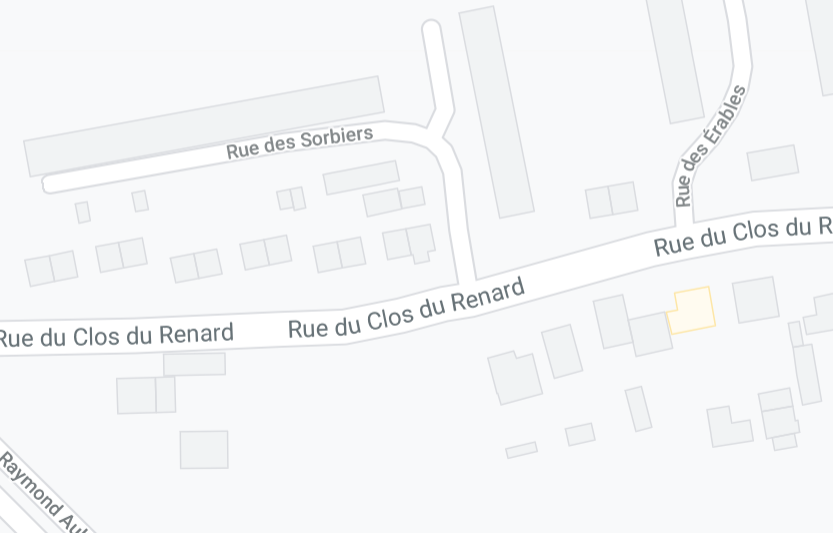 Rue des Érables
Rue des Sorbiers
Rue du Clos du R
Rue du Clos du Renard
Rue du Clos du Renard
Raymond Au